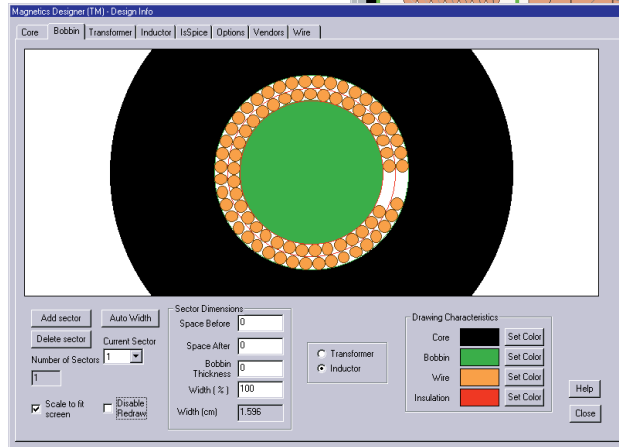 Magnetics Designer (TM) - Design Info
Core Bobbin Transformer Inductor IsSpice Options Vendors Wire
Add sector
Auto Width
Delete sector
Current Sector
Number of Sectors
1
1
Scale to fit
screen
Disable
Redraw
Sector Dimensions
Space Before 0
Space After 0
Bobbin
Thickness 0
Width ( % ) 100
Width (cm) 1.596
Transformer
Inductor
Drawing Characteristics
Core Set Color
Bobbin Set Color
Wire Set Color
Insulation Set Color
Help
Close